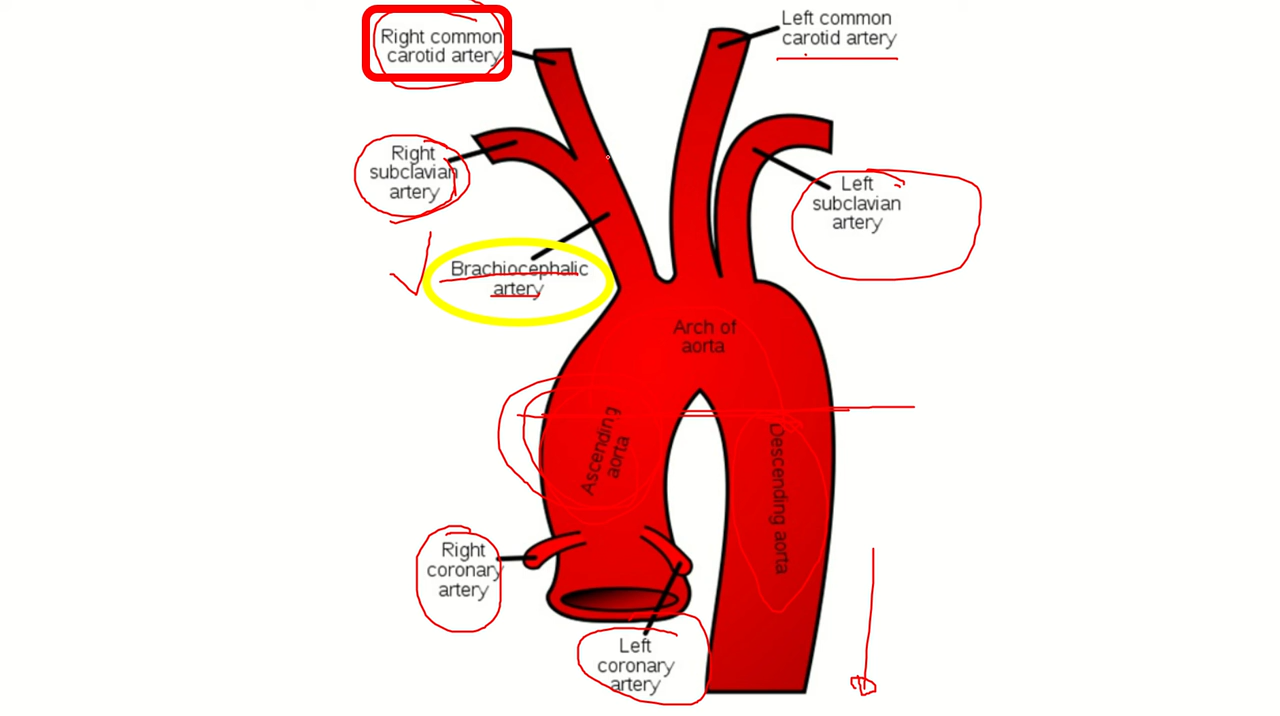 Right common
carotid artery
Left common
carotid artery
Right
subclavian
artery
Left
subclavian
artery
Brachiocephalic
artery
Arch of
aorta
Ascending
aorta
Descending aorta
Right
coronary
artery
Left
coronary
artery